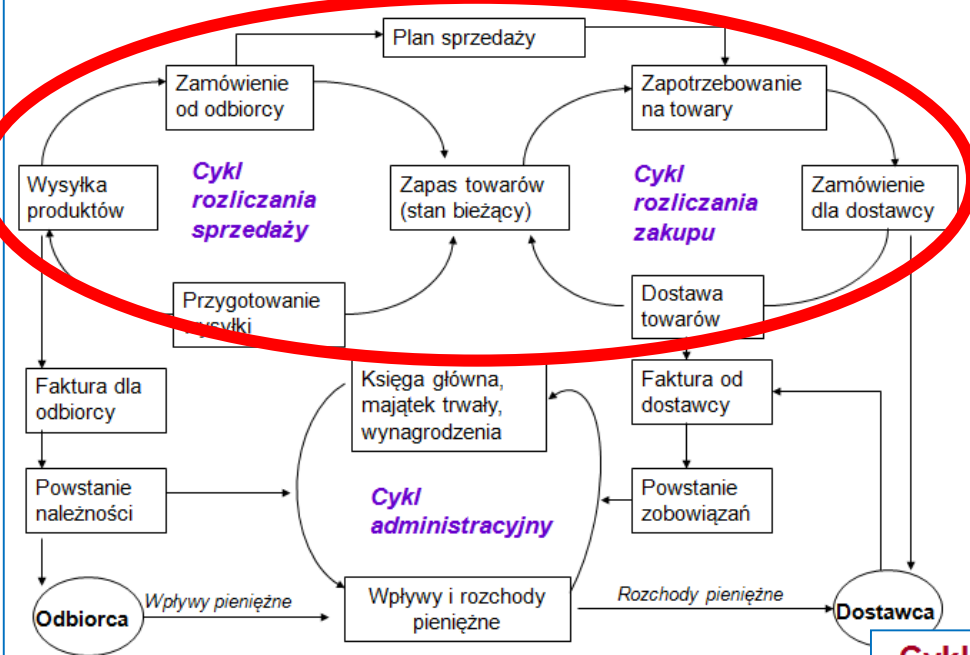 Plan sprzedaży
Zamówienie
od odbiorcy
Zapotrzebowanie
na towary
Wysyłka
produktów
Cykl
rozliczania
sprzedaży
Zapas towarów
(stan bieżący)
Cykl
rozliczania
zakupu
Zamówienie
dla dostawcy
Przygotowanie
wysyłki
Dostawa
towarów
Faktura dla
odbiorcy
Księga główna,
majątek trwały,
wynagrodzenia
Faktura od
dostawcy
Powstanie
należności
Cykl
administracyjny
Powstanie
zobowiązań
Odbiorca
Wpływy pieniężne
Wpływy i rozchody
pieniężne
Rozchody pieniężne
Dostawca